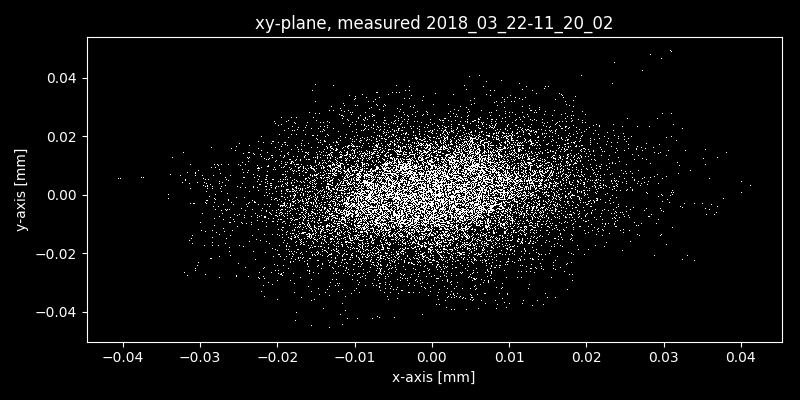 xy-plane, measured 2018_03_22-11_20_02
y-axis [mm]
0.04
0.02
0.00
−0.02
−0.04
−0.04 −0.03 −0.02 −0.01 0.00 0.01 0.02 0.03 0.04
x-axis [mm]